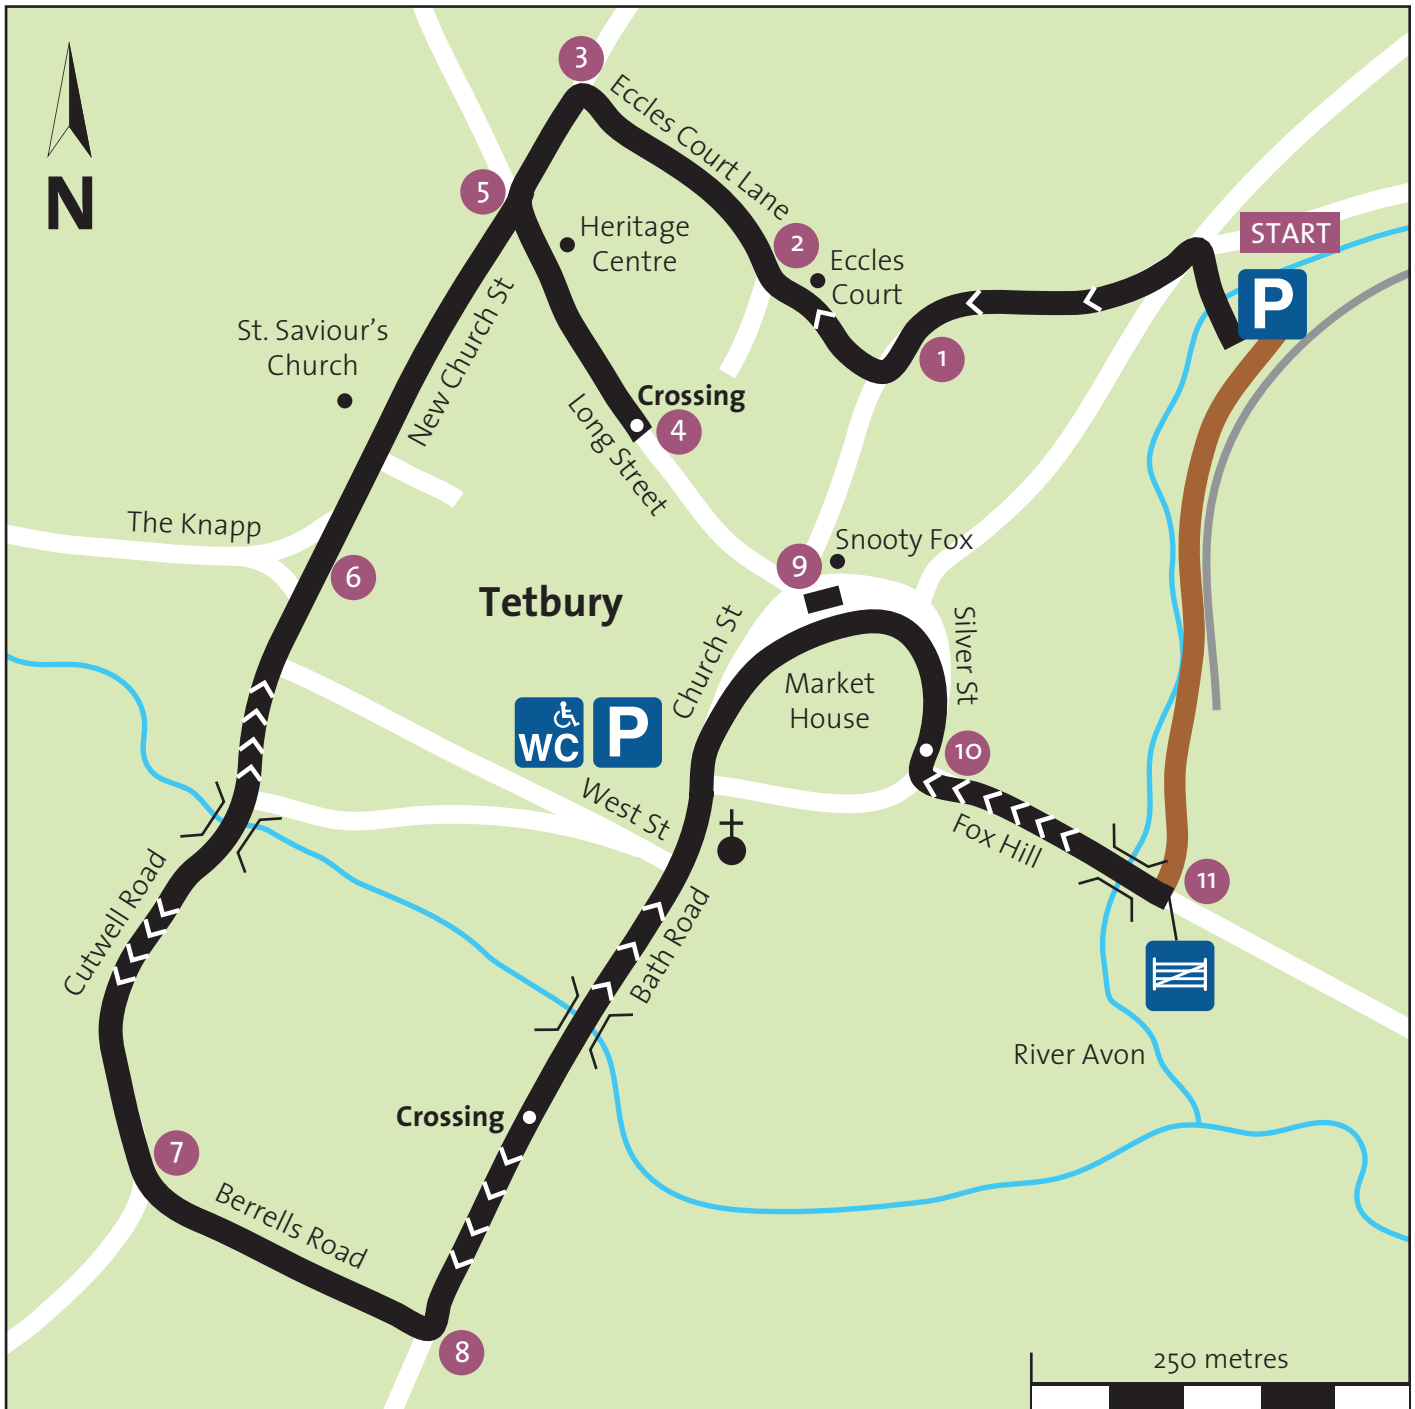 3
Eccles Court Lane
N
5
Heritage
Centre
2
Eccles
Court
START
P
1
St. Saviour's
Church
New Church St
Crossing
4
Long Street
The Knapp
6
Tetbury
9
Snooty Fox
Church St
Silver St
Market
House
WC
P
West St
10
Fox Hill
11
Cutwell Road
Bath Road
River Avon
Crossing
7
Berrells Road
8
250 metres